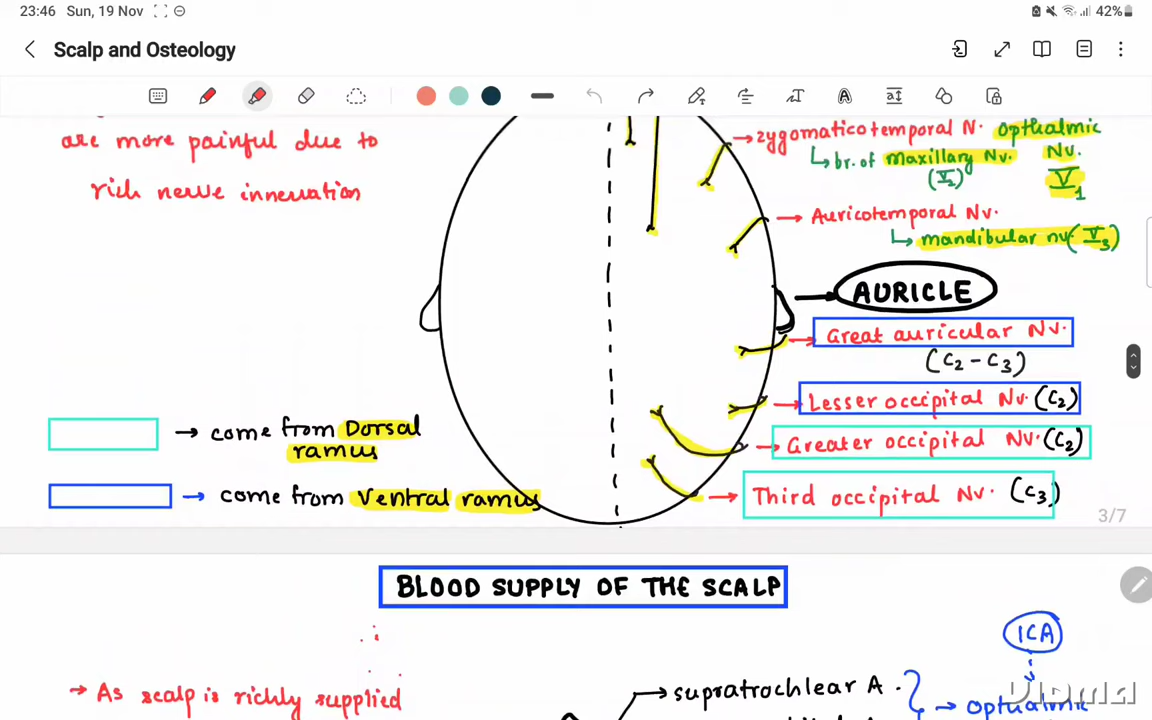 23:46 Sun, 19 Nov
42%
Scalp and Osteology
are more painful due to
rich nerve innervation
zygomaticotemporal N. opthalmic
br. of maxillary Nv. Nv.
(V2) V1
Auricotemporal Nv.
mandibular nv. (V3)
AURICLE
Great auricular Nv.
(C2 - C3)
Lesser occipital Nv. (C2)
Greater occipital Nv. (C2)
Third occipital Nv. (C3)
come from Dorsal
ramus
come from Ventral ramus
3/7
BLOOD SUPPLY OF THE SCALP
ICA
As scalp is richly supplied
supratrochlear A.
opthalmic